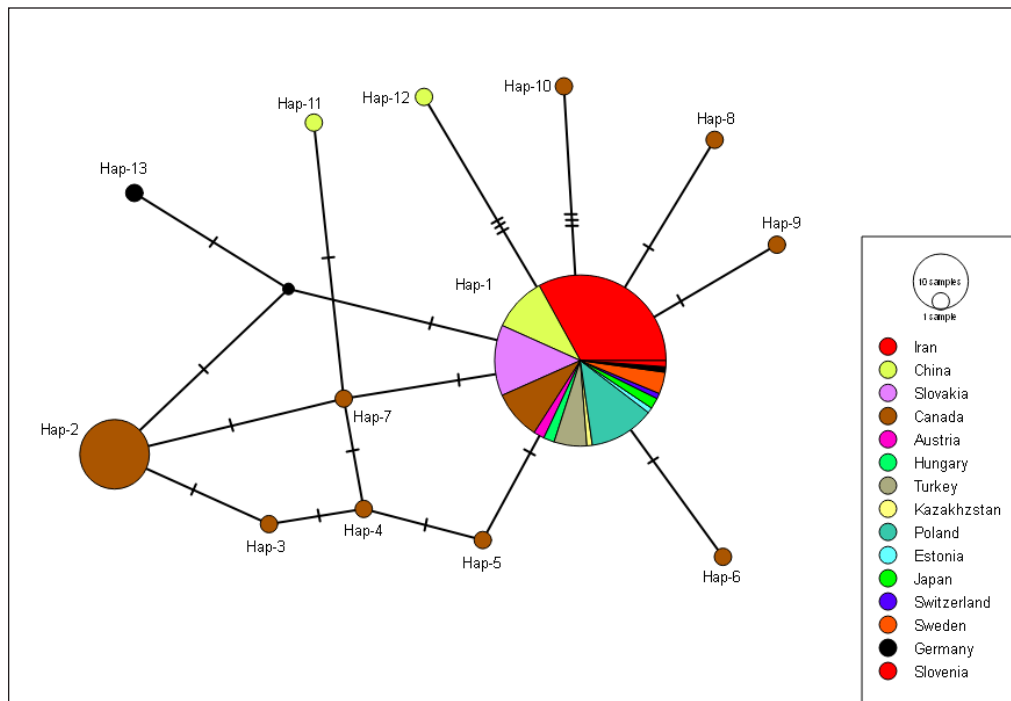 Hap-10
Hap-12
Hap-11
Hap-8
Hap-13
Hap-9
Hap-1
10 samples
1 sample
Iran
China
Slovakia
Hap-7
Canada
Hap-2
Austria
Hungary
Turkey
Kazakhzstan
Hap-4
Poland
Hap-3
Hap-5
Estonia
Hap-6
Japan
Switzerland
Sweden
Germany
Slovenia